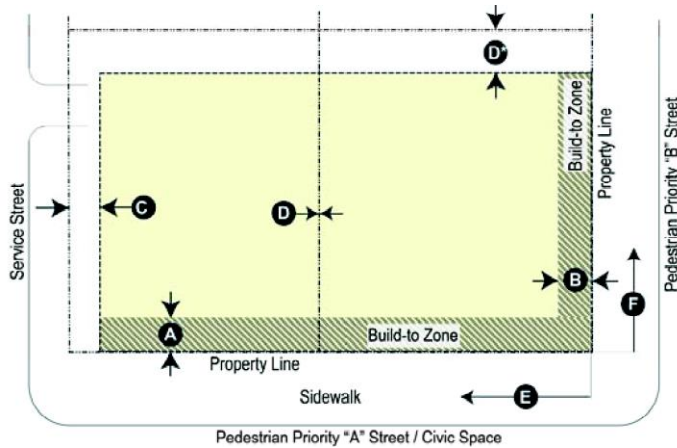 D*
Build-to Zone
Property Line
Pedestrian Priority "B" Street
Service Street
C
D
B
F
A
Build-to Zone
Property Line
Sidewalk
E
Pedestrian Priority "A" Street / Civic Space